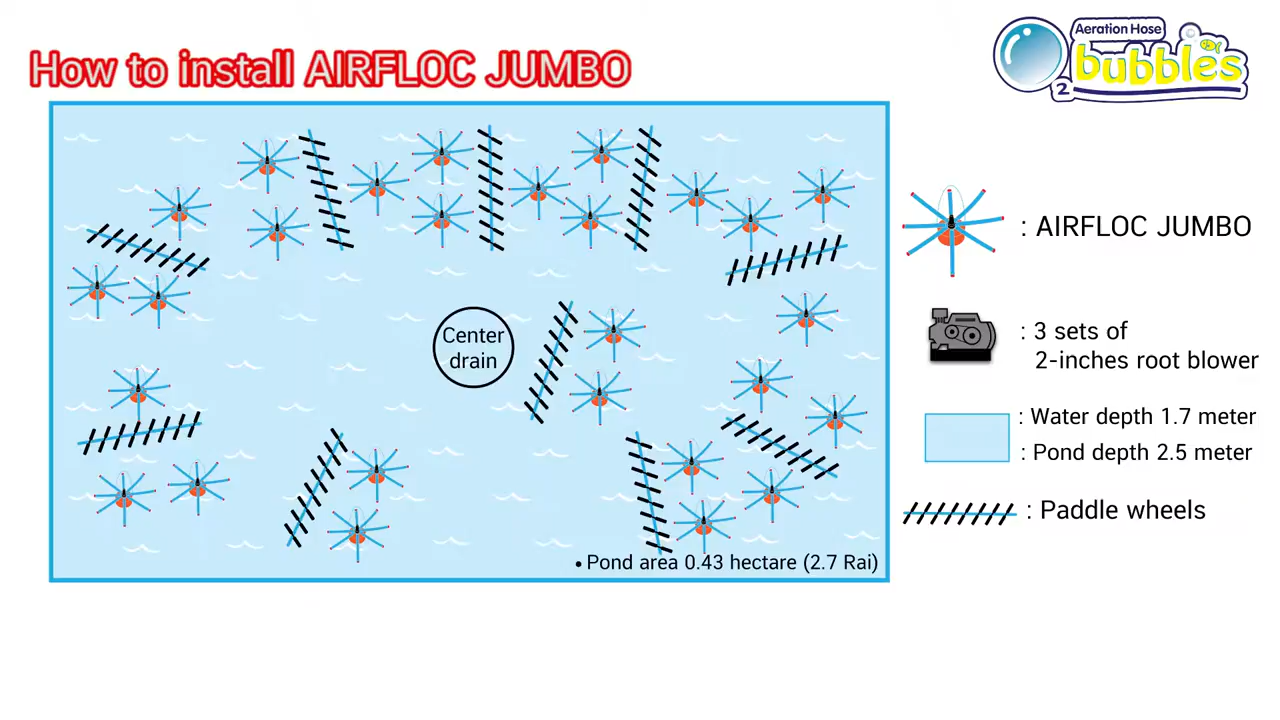 How to install AIRFLOC JUMBO
Aeration Hose
©
bubbles
2
: AIRFLOC JUMBO
Center
drain
: 3 sets of
2-inches root blower
: Water depth 1.7 meter
: Pond depth 2.5 meter
: Paddle wheels
• Pond area 0.43 hectare (2.7 Rai)